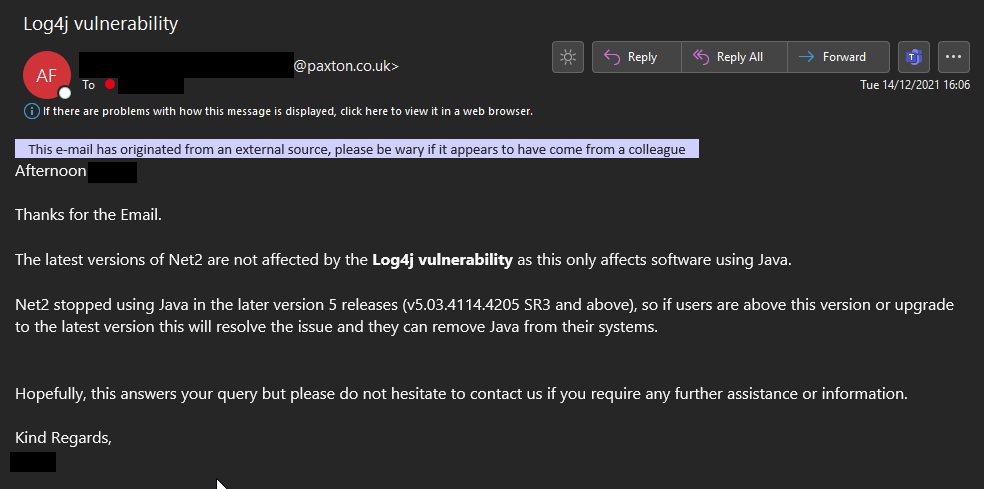 Log4j vulnerability
AF
@paxton.co.uk>
Reply
Reply All
Forward
To
Tue 14/12/2021 16:06
If there are problems with how this message is displayed, click here to view it in a web browser.
This e-mail has originated from an external source, please be wary if it appears to have come from a colleague
Afternoon
Thanks for the Email.
The latest versions of Net2 are not affected by the Log4j vulnerability as this only affects software using Java.
Net2 stopped using Java in the later version 5 releases (v5.03.4114.4205 SR3 and above), so if users are above this version or upgrade
to the latest version this will resolve the issue and they can remove Java from their systems.
Hopefully, this answers your query but please do not hesitate to contact us if you require any further assistance or information.
Kind Regards,